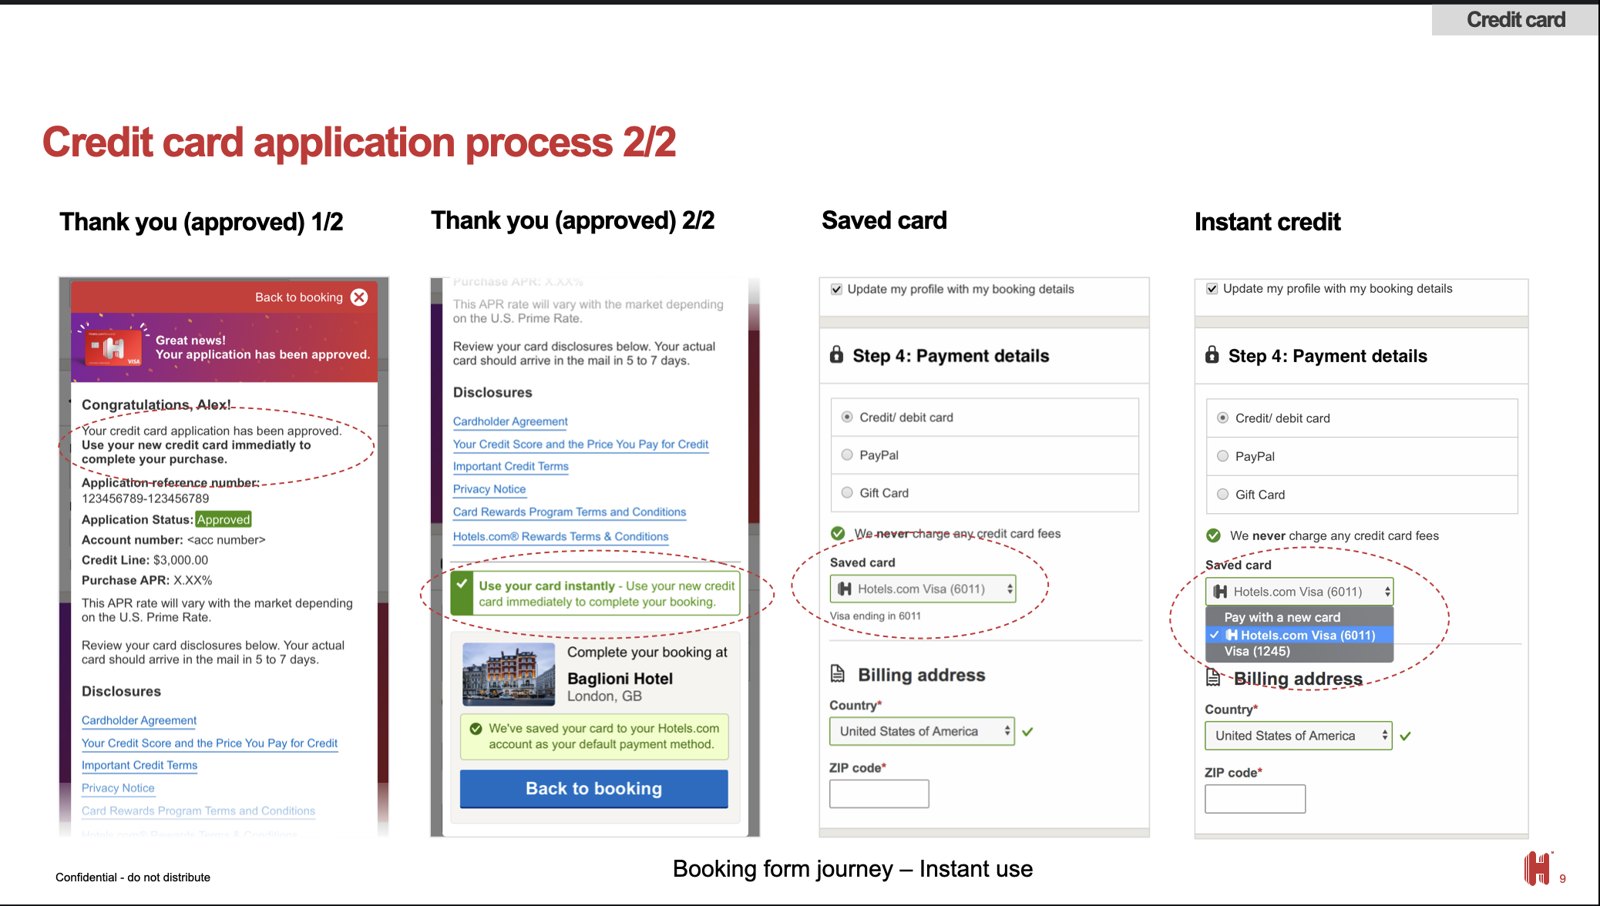 Credit card
Credit card application process 2/2
Thank you (approved) 1/2
Back to booking
Great news!
Your application has been approved.
VISA
Congratulations, Alex!
Your credit card application has been approved.
Use your new credit card immediatly to
complete your purchase.
Application reference number:
123456789-123456789
Application Status: Approved
Account number: <acc number>
Credit Line: $3,000.00
Purchase APR: X.XX%
This APR rate will vary with the market depending
on the U.S. Prime Rate.
Review your card disclosures below. Your actual
card should arrive in the mail in 5 to 7 days.
Disclosures
Cardholder Agreement
Your Credit Score and the Price You Pay for Credit
Important Credit Terms
Privacy Notice
Card Rewards Program Terms and Conditions
Hotels.com® Rewards Terms & Conditions
Thank you (approved) 2/2
Purchase APR: X.XX%
This APR rate will vary with the market depending
on the U.S. Prime Rate.
Review your card disclosures below. Your actual
card should arrive in the mail in 5 to 7 days.
Disclosures
Cardholder Agreement
Your Credit Score and the Price You Pay for Credit
Important Credit Terms
Privacy Notice
Card Rewards Program Terms and Conditions
Hotels.com® Rewards Terms & Conditions
Use your card instantly - Use your new credit
card immediately to complete your booking.
Complete your booking at
Baglioni Hotel
London, GB
We've saved your card to your Hotels.com
account as your default payment method.
Back to booking
Saved card
Update my profile with my booking details
Step 4: Payment details
Credit/ debit card
PayPal
Gift Card
We never charge any credit card fees
Saved card
Hotels.com Visa (6011)
Visa ending in 6011
Billing address
Country*
United States of America
ZIP code*
Instant credit
Update my profile with my booking details
Step 4: Payment details
Credit/ debit card
PayPal
Gift Card
We never charge any credit card fees
Saved card
Hotels.com Visa (6011)
Pay with a new card
Hotels.com Visa (6011)
Visa (1245)
Billing address
Country*
United States of America
ZIP code*
Booking form journey – Instant use
Confidential - do not distribute
9